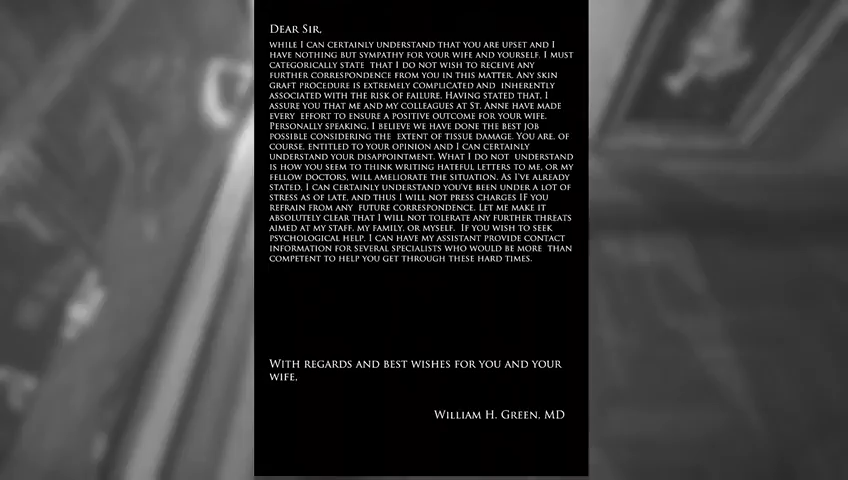 Dear Sir,
while I can certainly understand that you are upset and I
have nothing but sympathy for your wife and yourself, I must
categorically state that I do not wish to receive any
further correspondence from you in this matter. Any skin
graft procedure is extremely complicated and inherently
associated with the risk of failure. Having stated that, I
assure you that me and my colleagues at St. Anne have made
every effort to ensure a positive outcome for your wife.
Personally speaking, I believe we have done the best job
possible considering the extent of tissue damage. You are, of
course, entitled to your opinion and I can certainly
understand your disappointment. What I do not understand
is how you seem to think writing hateful letters to me, or my
fellow doctors, will ameliorate the situation. As I've already
stated, I can certainly understand you've been under a lot of
stress as of late, and thus I will not press charges IF you
refrain from any future correspondence. Let me make it
absolutely clear that I will not tolerate any further threats
aimed at my staff, my family, or myself. If you wish to seek
psychological help, I can have my assistant provide contact
information for several specialists who would be more than
competent to help you get through these hard times.
With regards and best wishes for you and your
wife,
William H. Green, MD